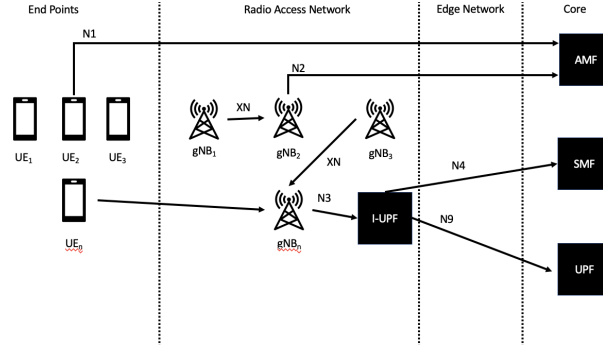 End Points Radio Access Network Edge Network Core
N1
AMF
N2
XN
UE₁ UE₂ UE₃ gNB₁ gNB₂ gNB₃
XN
N4
SMF
N3
I-UPF
N9
UEₙ gNBₙ
UPF